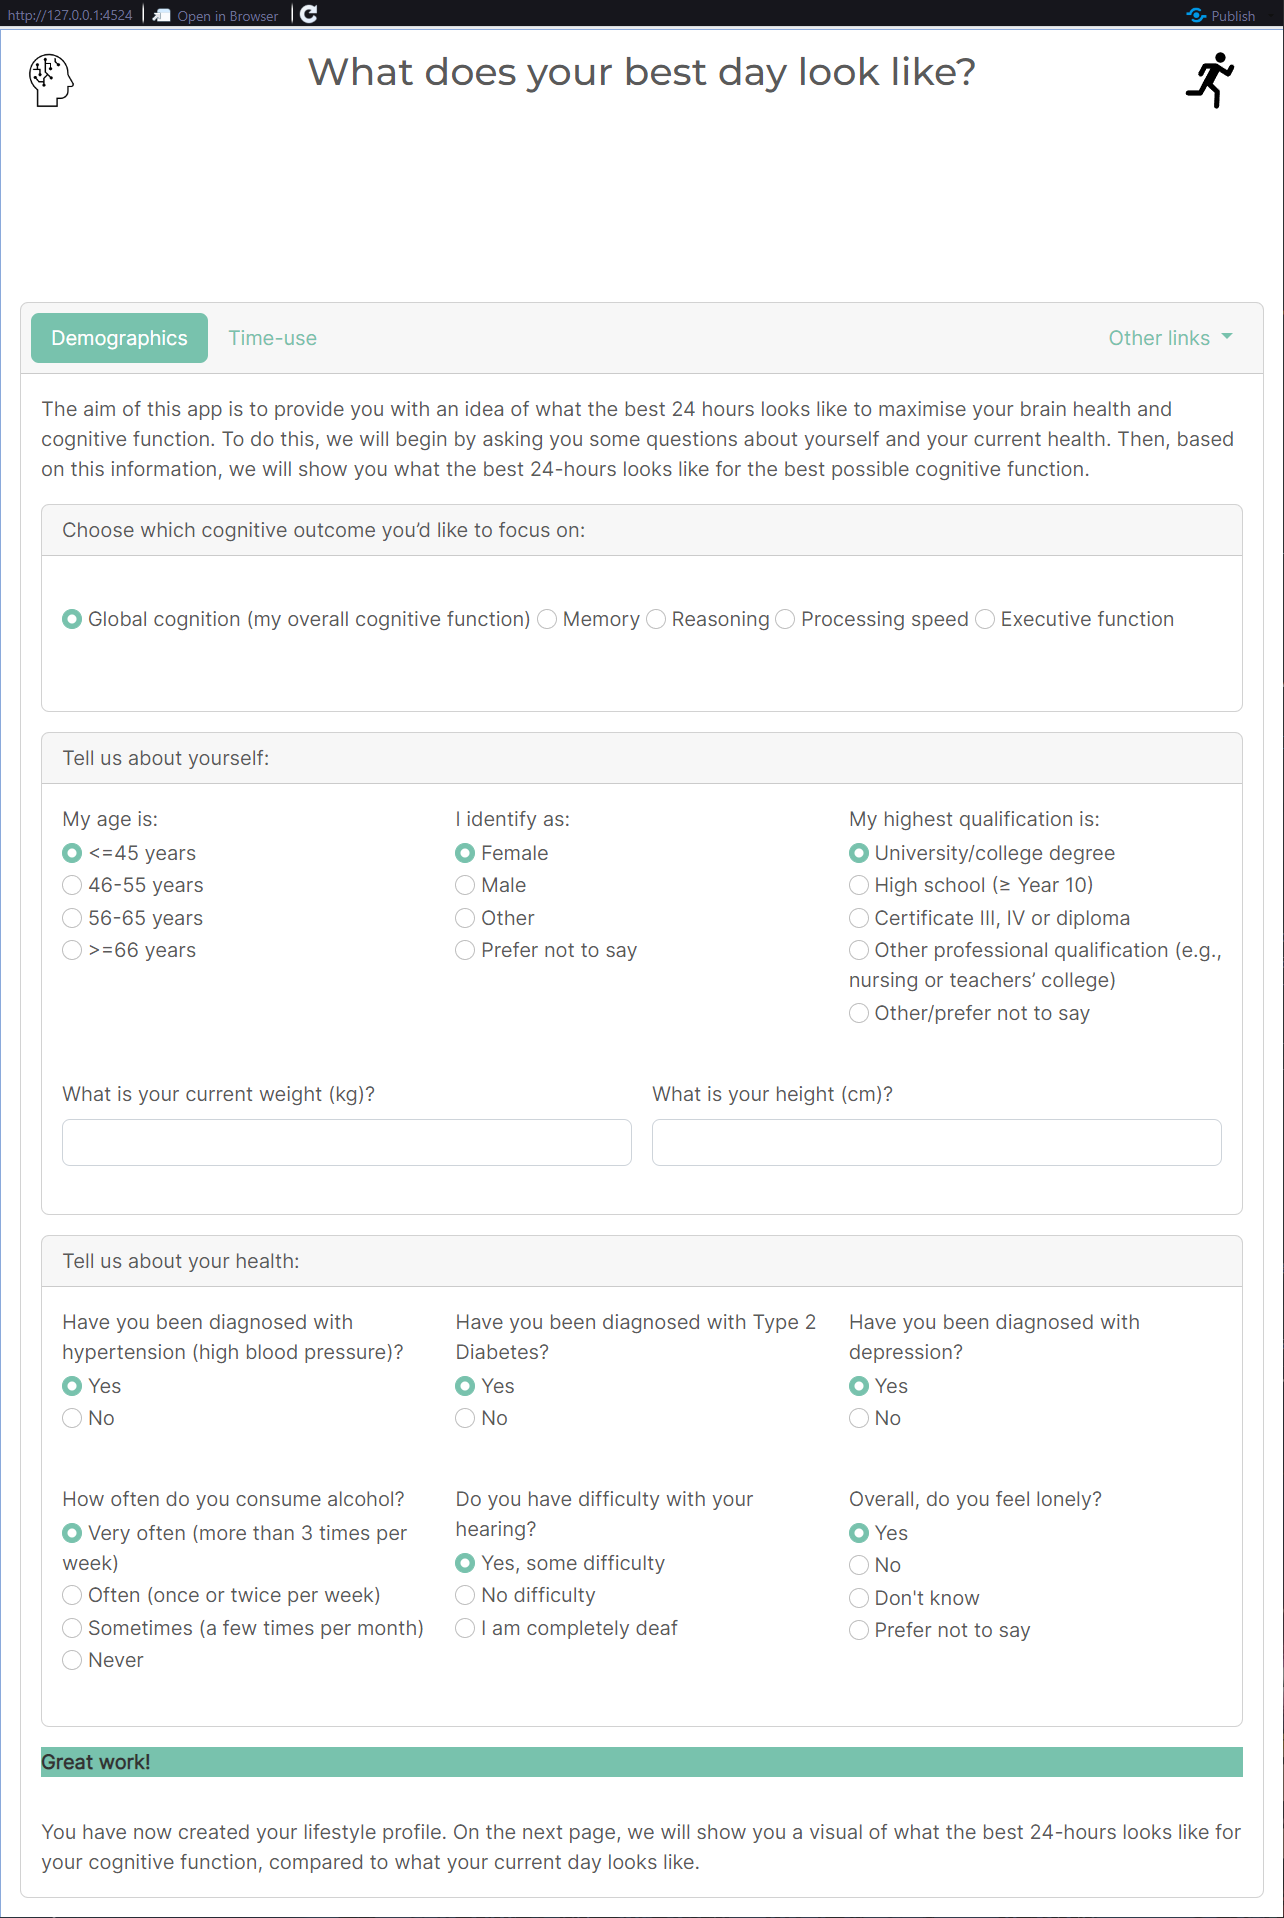 http://127.0.0.1:4524 Open in Browser Publish
What does your best day look like?
Demographics Time-use Other links
The aim of this app is to provide you with an idea of what the best 24 hours looks like to maximise your brain health and
cognitive function. To do this, we will begin by asking you some questions about yourself and your current health. Then, based
on this information, we will show you what the best 24-hours looks like for the best possible cognitive function.
Choose which cognitive outcome you’d like to focus on:
Global cognition (my overall cognitive function) Memory Reasoning Processing speed Executive function
Tell us about yourself:
My age is:
<=45 years
46-55 years
56-65 years
>=66 years
I identify as:
Female
Male
Other
Prefer not to say
My highest qualification is:
University/college degree
High school (≥ Year 10)
Certificate III, IV or diploma
Other professional qualification (e.g.,
nursing or teachers’ college)
Other/prefer not to say
What is your current weight (kg)?
What is your height (cm)?
Tell us about your health:
Have you been diagnosed with
hypertension (high blood pressure)?
Yes
No
Have you been diagnosed with Type 2
Diabetes?
Yes
No
Have you been diagnosed with
depression?
Yes
No
How often do you consume alcohol?
Very often (more than 3 times per
week)
Often (once or twice per week)
Sometimes (a few times per month)
Never
Do you have difficulty with your
hearing?
Yes, some difficulty
No difficulty
I am completely deaf
Overall, do you feel lonely?
Yes
No
Don't know
Prefer not to say
Great work!
You have now created your lifestyle profile. On the next page, we will show you a visual of what the best 24-hours looks like for
your cognitive function, compared to what your current day looks like.